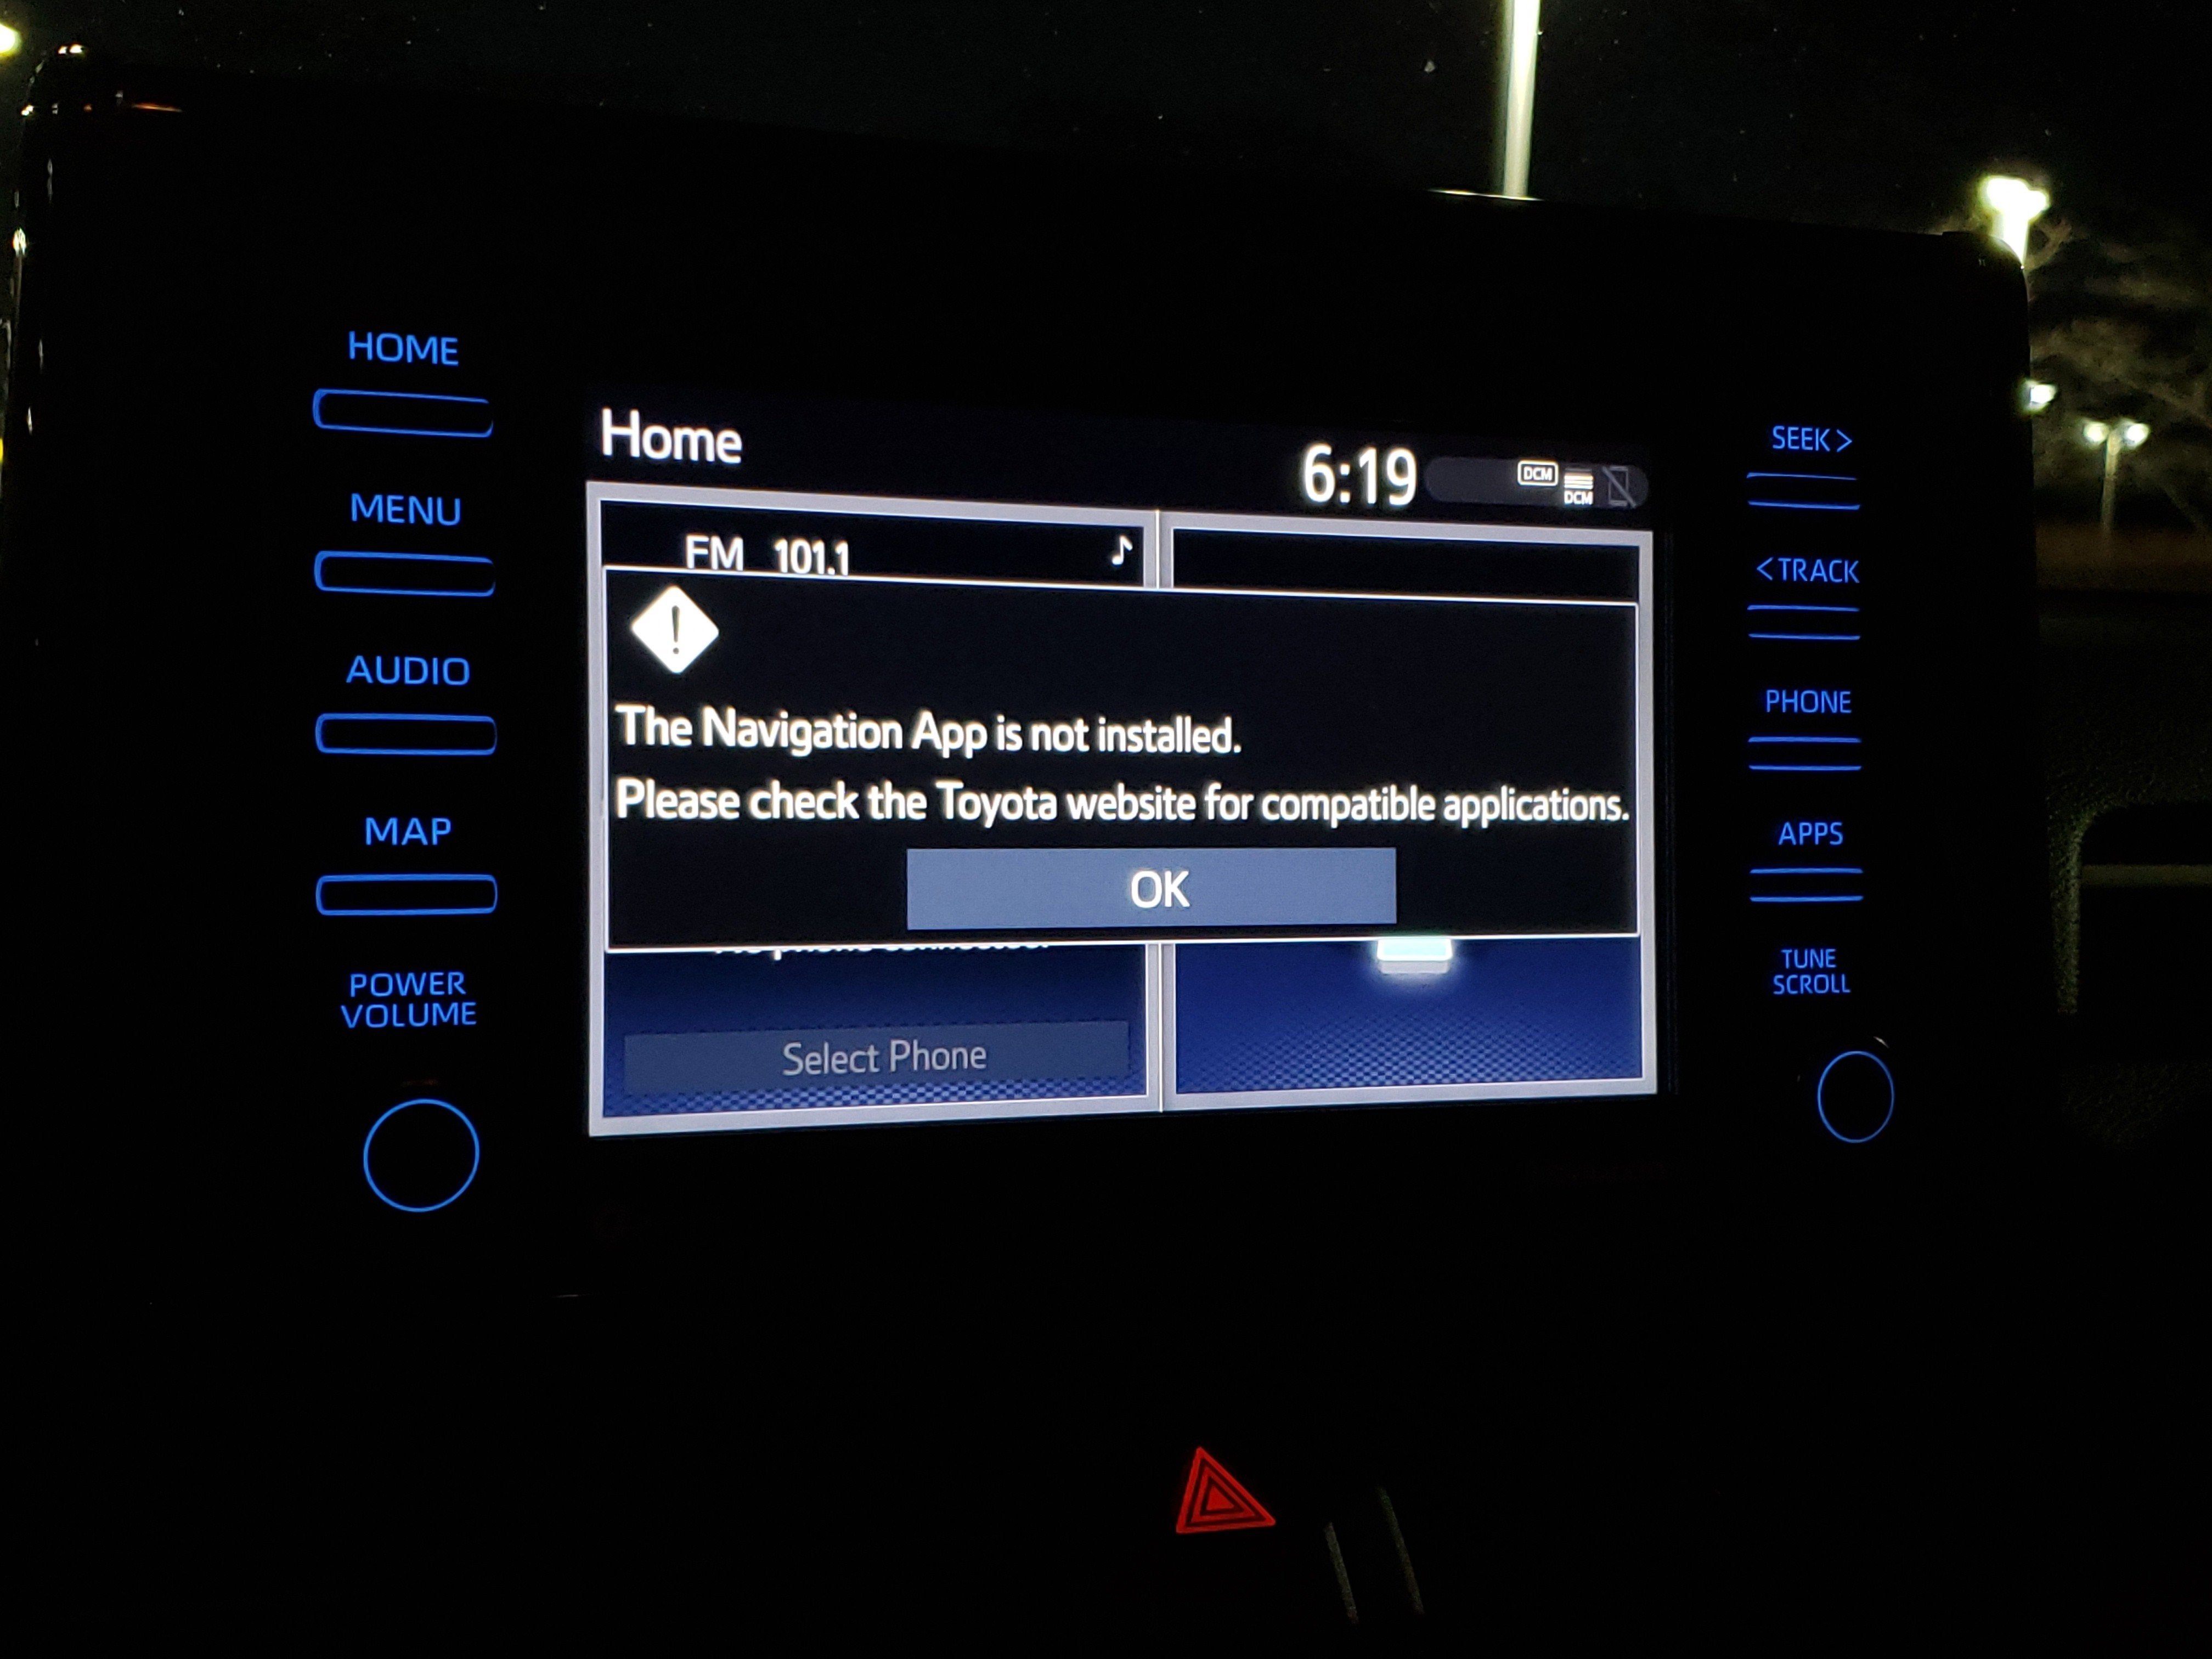 HOME
MENU
AUDIO
MAP
POWER
VOLUME
Home
6:19
DCM
DCM
FM 101.1
!
The Navigation App is not installed.
Please check the Toyota website for compatible applications.
OK
Select Phone
SEEK>
<TRACK
PHONE
APPS
TUNE
SCROLL